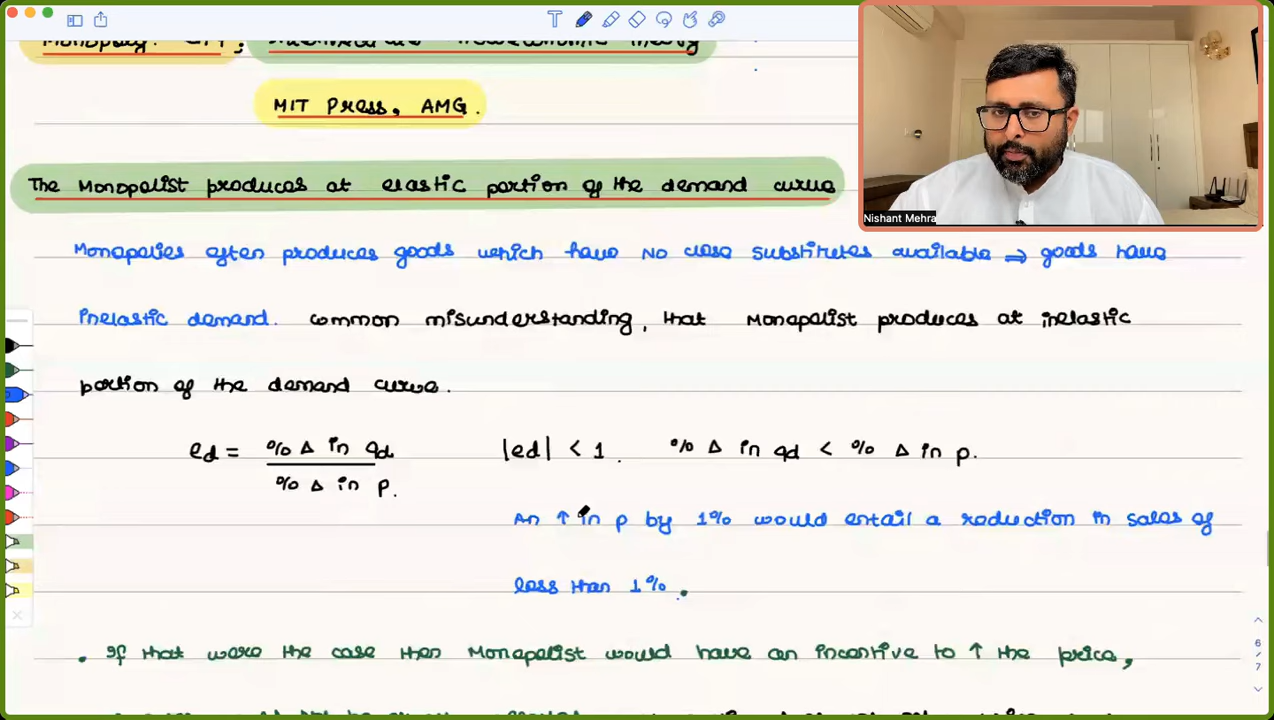 MIT Press, AMG.
The Monopolist produces at elastic portion of the demand curve
Nishant Mehra
Monopolies often produces goods which have no close substitutes available ⇒ goods have
inelastic demand. common misunderstanding, that Monopolist produces at inelastic
portion of the demand curve.
ed = % Δ in qd / % Δ in p. |ed| < 1. % Δ in qd < % Δ in p.
An ↑ in p by 1% would entail a reduction in sales of
less than 1%.
. If that were the case then Monopolist would have an incentive to ↑ the price,
6/7